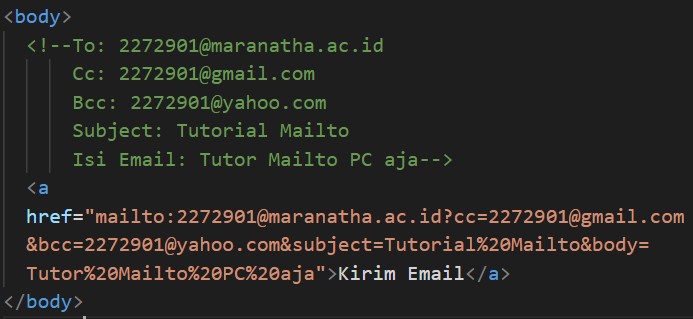 <body>
<!--To: 2272901@maranatha.ac.id
Cc: 2272901@gmail.com
Bcc: 2272901@yahoo.com
Subject: Tutorial Mailto
Isi Email: Tutor Mailto PC aja-->
<a
href="mailto:2272901@maranatha.ac.id?cc=2272901@gmail.com
&bcc=2272901@yahoo.com&subject=Tutorial%20Mailto&body=
Tutor%20Mailto%20PC%20aja">Kirim Email</a>
</body>